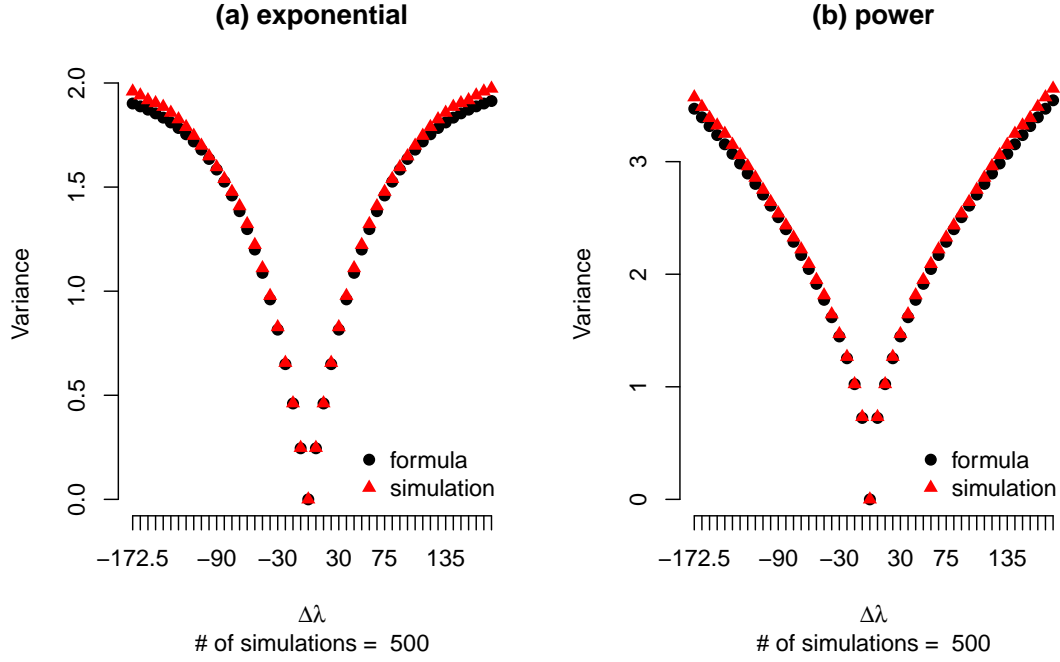 (a) exponential
Variance
0.0 0.5 1.0 1.5 2.0
formula
simulation
−172.5 −90 −30 30 75 135
Δλ
# of simulations = 500
(b) power
Variance
0 1 2 3
formula
simulation
−172.5 −90 −30 30 75 135
Δλ
# of simulations = 500